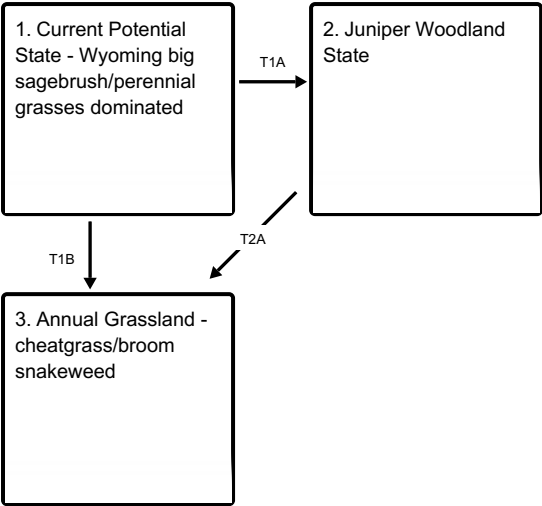 1. Current Potential
State - Wyoming big
sagebrush/perennial
grasses dominated
T1A
2. Juniper Woodland
State
T1B
T2A
3. Annual Grassland -
cheatgrass/broom
snakeweed